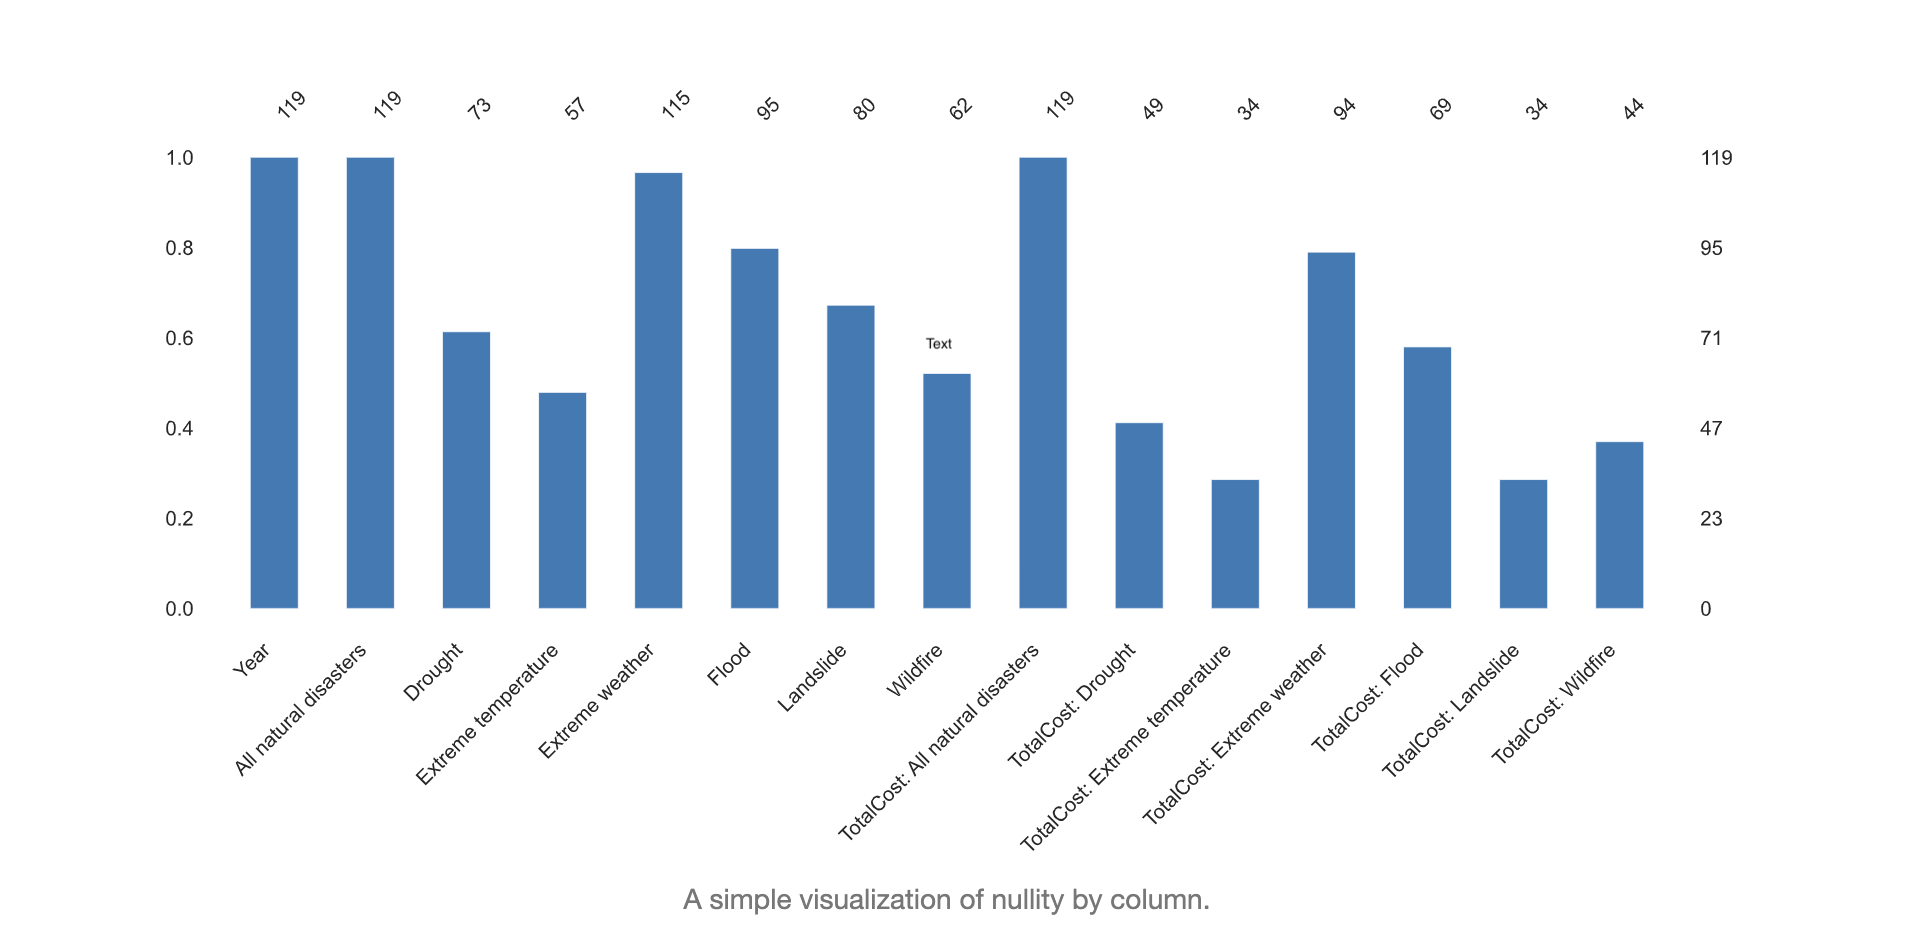 119 119 73 57 115 95 80 62 119 49 34 94 69 34 44
1.0 119
0.8 95
0.6 71
Text
0.4 47
0.2 23
0.0 0
Year
All natural disasters
Drought
Extreme temperature
Extreme weather
Flood
Landslide
Wildfire
TotalCost: All natural disasters
TotalCost: Drought
TotalCost: Extreme temperature
TotalCost: Extreme weather
TotalCost: Flood
TotalCost: Landslide
TotalCost: Wildfire
A simple visualization of nullity by column.